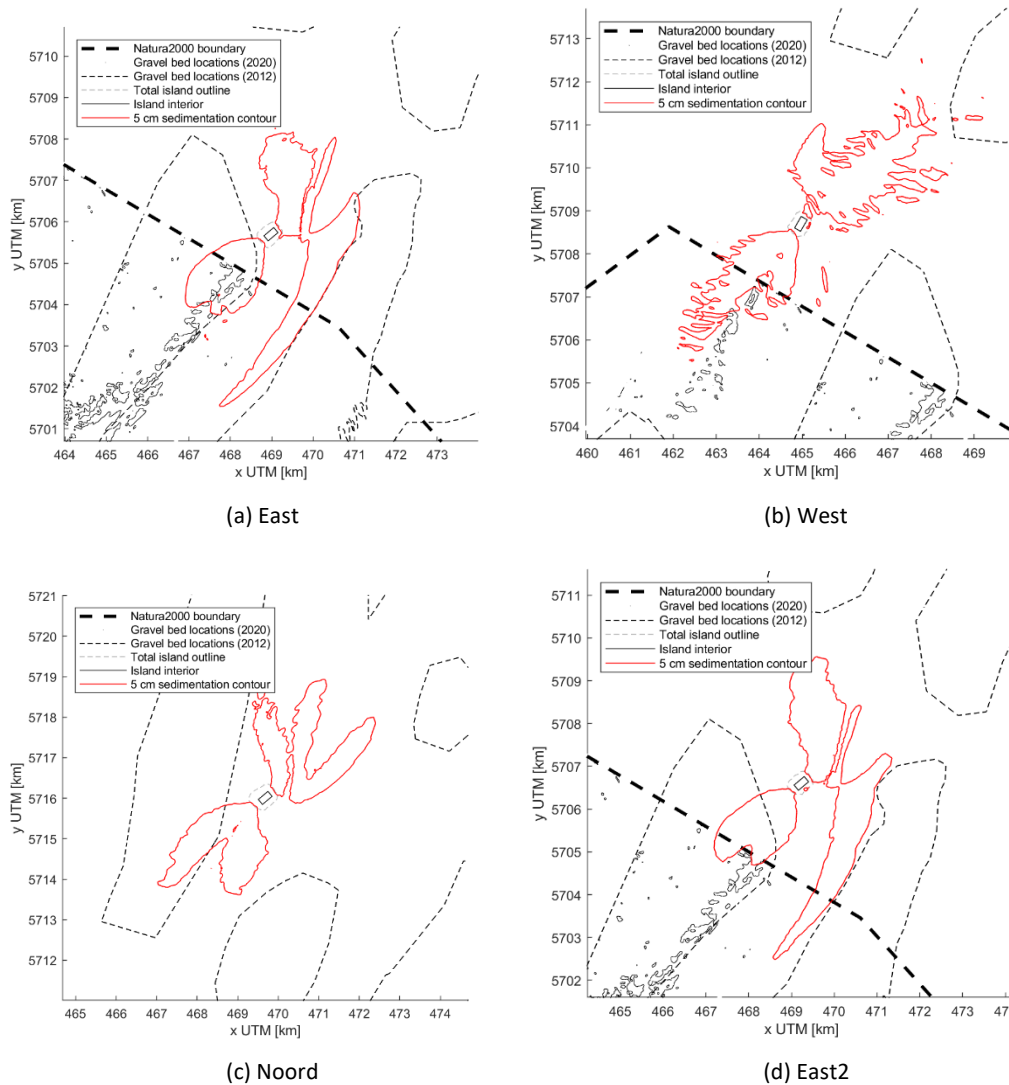 Natura2000 boundary
Gravel bed locations (2020)
Gravel bed locations (2012)
Total island outline
Island interior
5 cm sedimentation contour
5710
5709
5708
5707
5706
5705
5704
5703
5702
5701
y UTM [km]
464 465 466 467 468 469 470 471 472 473
x UTM [km]
(a) East
Natura2000 boundary
Gravel bed locations (2020)
Gravel bed locations (2012)
Total island outline
Island interior
5 cm sedimentation contour
5713
5712
5711
5710
5709
5708
5707
5706
5705
5704
y UTM [km]
460 461 462 463 464 465 466 467 468 469
x UTM [km]
(b) West
Natura2000 boundary
Gravel bed locations (2020)
Gravel bed locations (2012)
Total island outline
Island interior
5 cm sedimentation contour
5721
5720
5719
5718
5717
5716
5715
5714
5713
5712
y UTM [km]
465 466 467 468 469 470 471 472 473 474
x UTM [km]
(c) Noord
Natura2000 boundary
Gravel bed locations (2020)
Gravel bed locations (2012)
Total island outline
Island interior
5 cm sedimentation contour
5711
5710
5709
5708
5707
5706
5705
5704
5703
5702
y UTM [km]
465 466 467 468 469 470 471 472 473 47
x UTM [km]
(d) East2